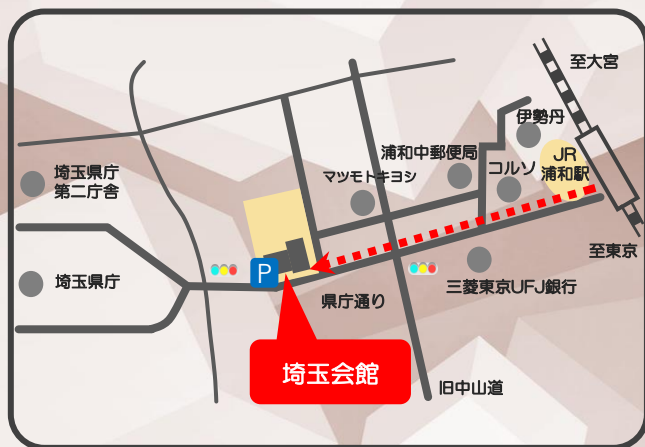 至大宮
伊勢丹
浦和中郵便局
コルソ
JR
浦和駅
マツモトキヨシ
埼玉県庁
第二庁舎
至東京
埼玉県庁
P
三菱東京UFJ銀行
県庁通り
埼玉会館
旧中山道